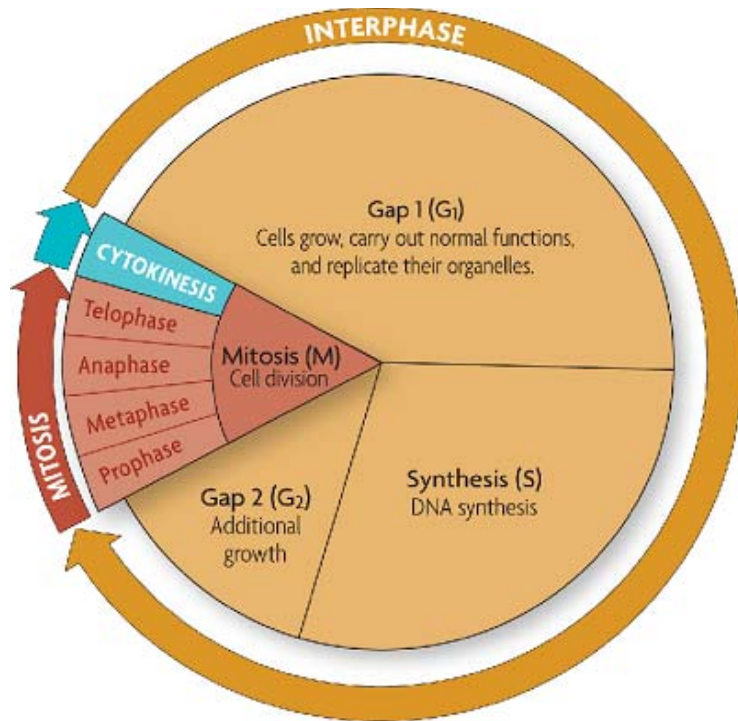 INTERPHASE
Gap 1 (G₁)
Cells grow, carry out normal functions,
and replicate their organelles.
CYTOKINESIS
Telophase
Anaphase
Metaphase
Prophase
Mitosis (M)
Cell division
MITOSIS
Gap 2 (G₂)
Additional
growth
Synthesis (S)
DNA synthesis